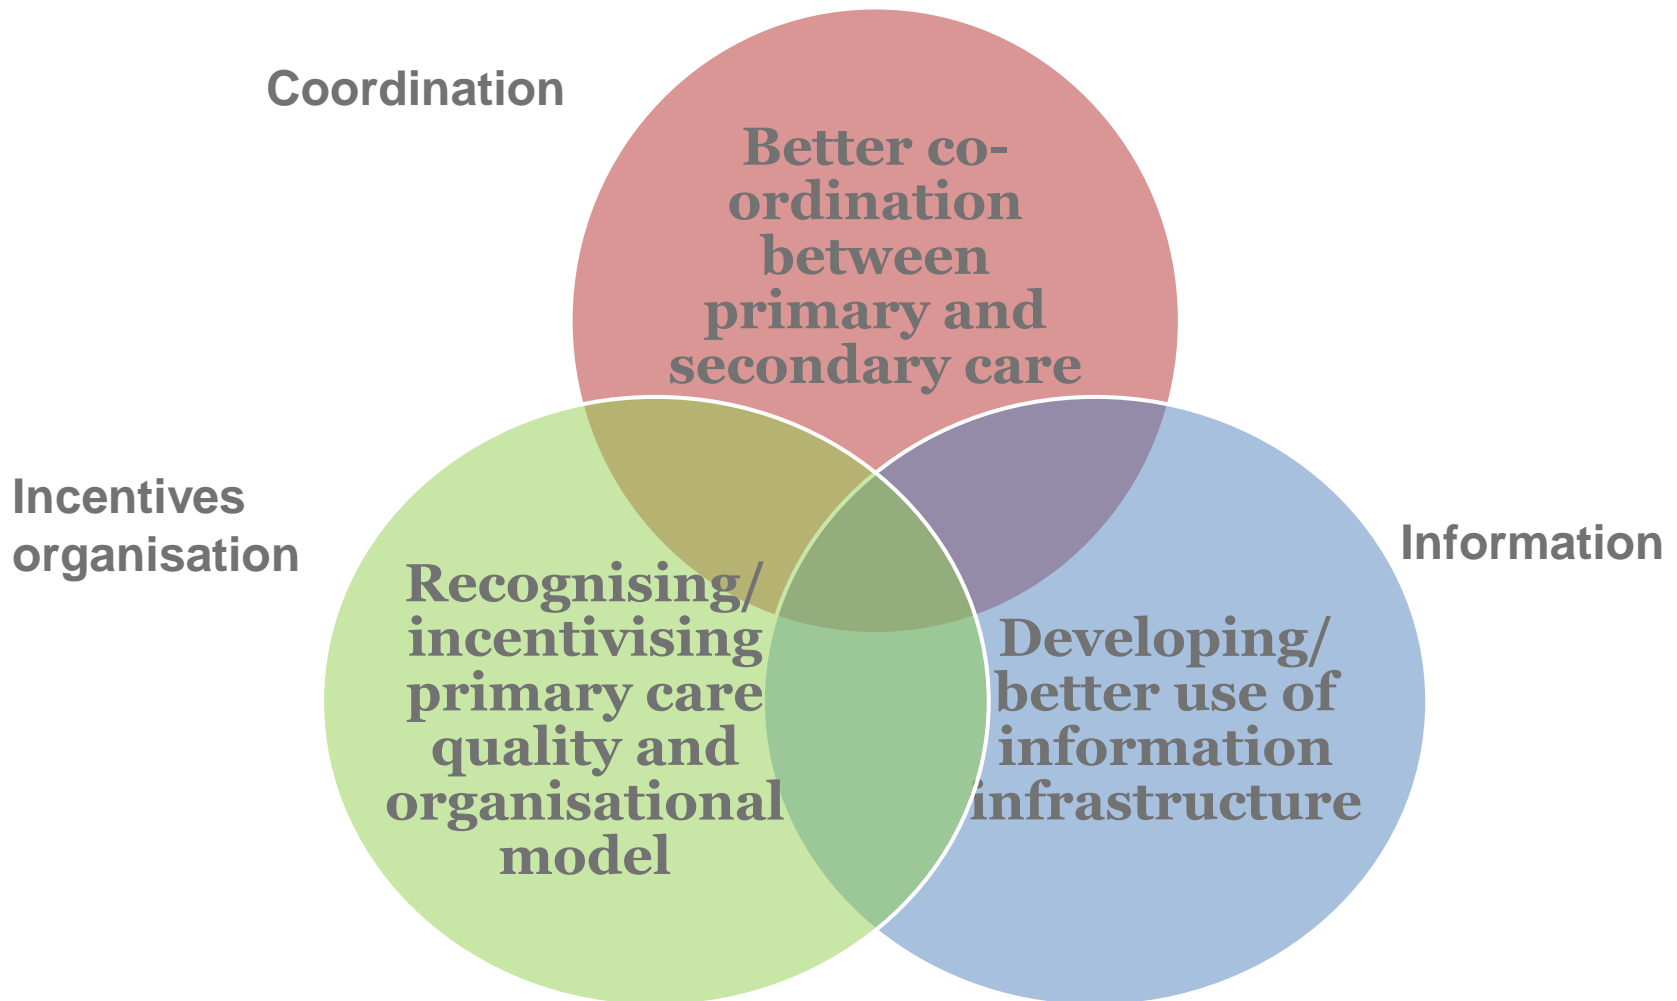 Coordination
Better co-
ordination
between
primary and
secondary care
Incentives
organisation
Recognising/
incentivising
primary care
quality and
organisational
model
Information
Developing/
better use of
information
infrastructure